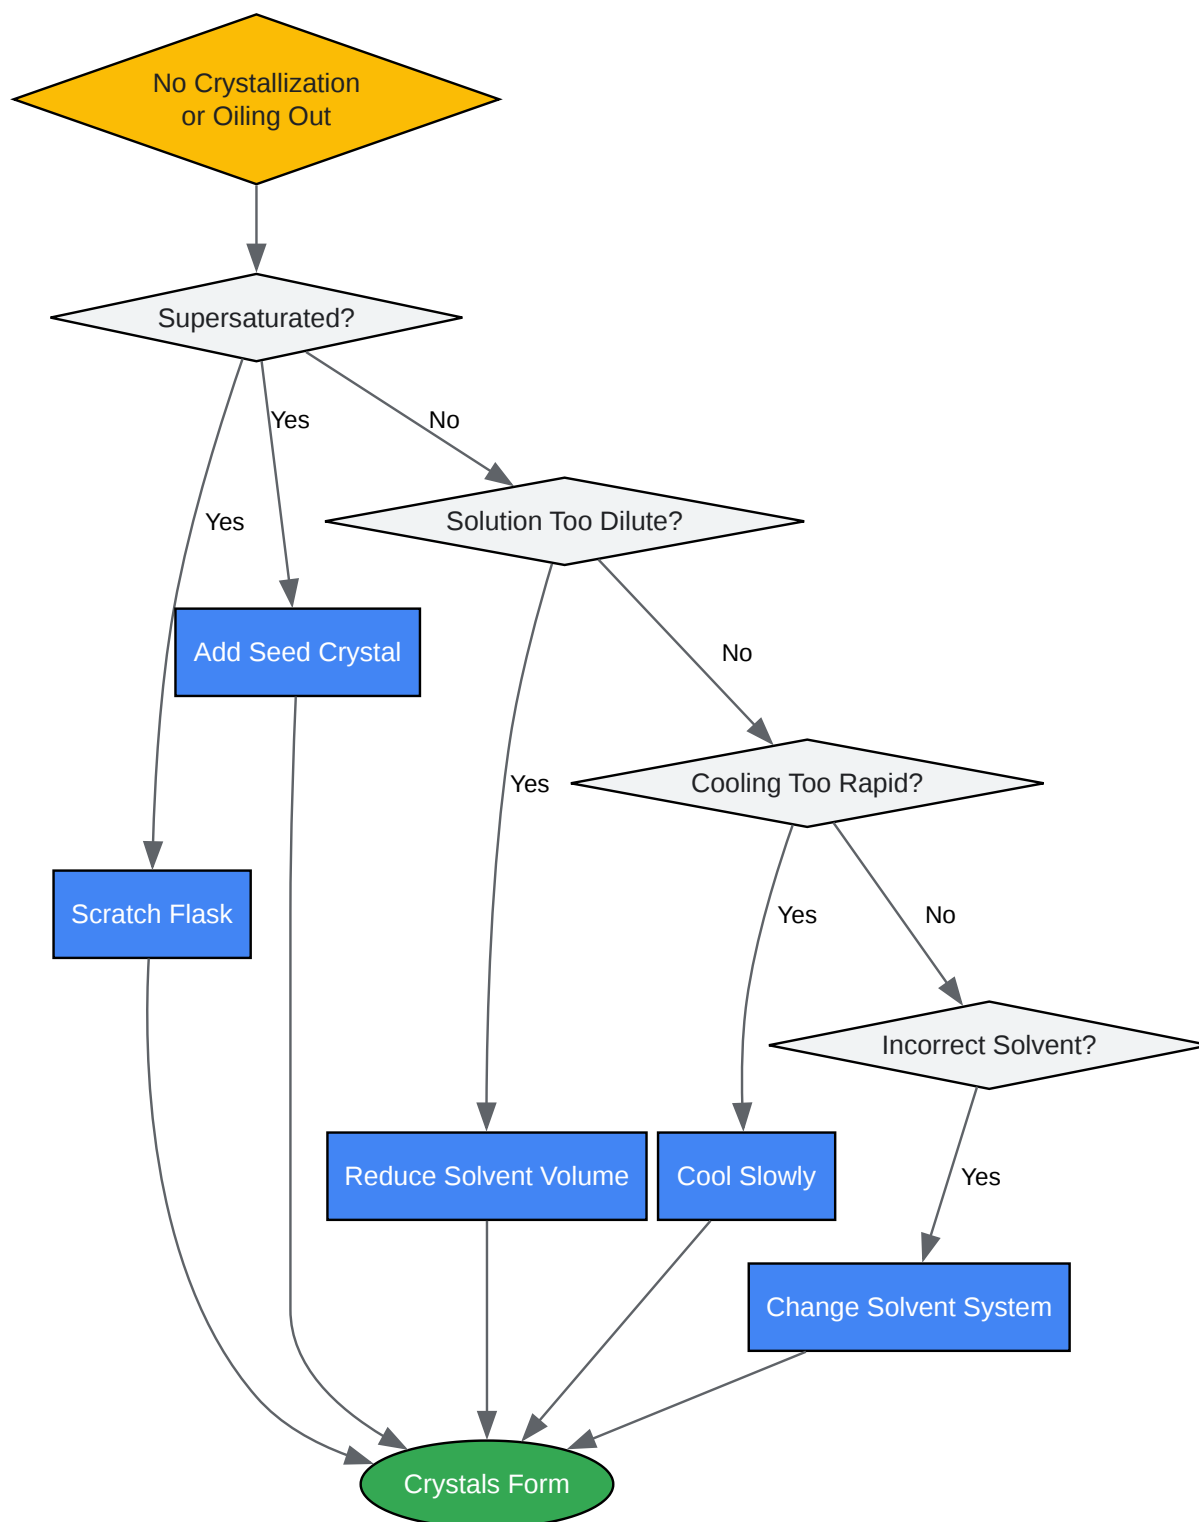 No Crystallization
or Oiling Out
Supersaturated?
Yes
No
Yes
Solution Too Dilute?
Add Seed Crystal
No
Yes
Cooling Too Rapid?
Scratch Flask
Yes
No
Incorrect Solvent?
Reduce Solvent Volume
Cool Slowly
Yes
Change Solvent System
Crystals Form